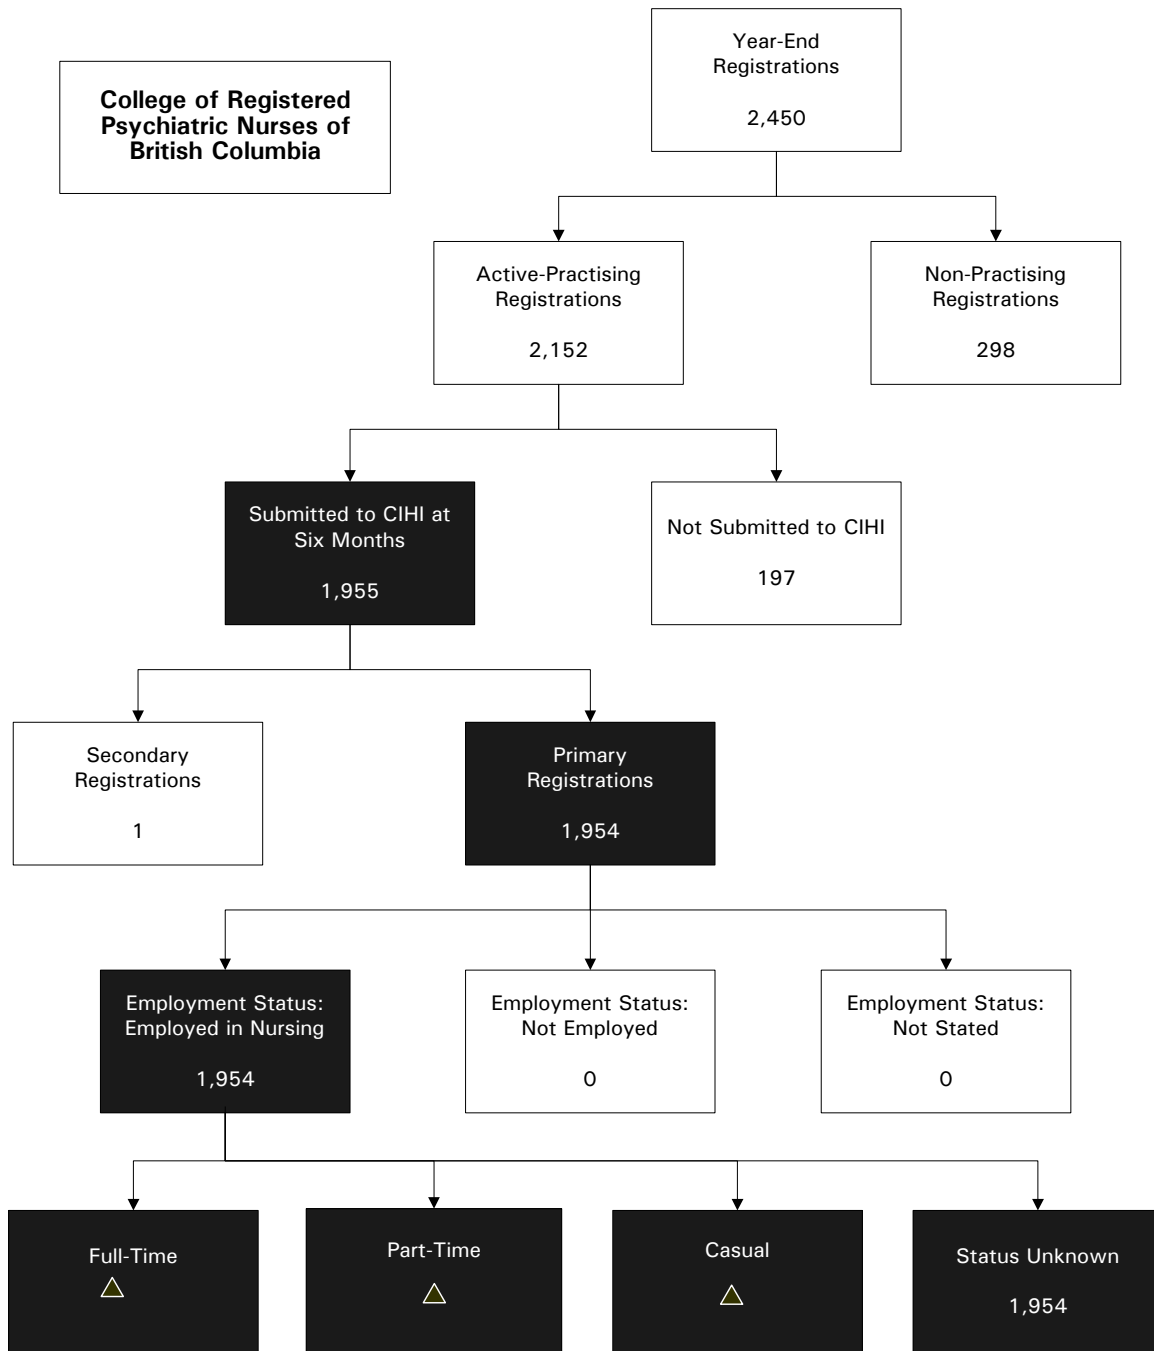 College of Registered
Psychiatric Nurses of
British Columbia
Year-End
Registrations
2,450
Active-Practising
Registrations
2,152
Non-Practising
Registrations
298
Submitted to CIHI at
Six Months
1,955
Not Submitted to CIHI
197
Secondary
Registrations
1
Primary
Registrations
1,954
Employment Status:
Employed in Nursing
1,954
Employment Status:
Not Employed
0
Employment Status:
Not Stated
0
Full-Time
Part-Time
Casual
Status Unknown
1,954